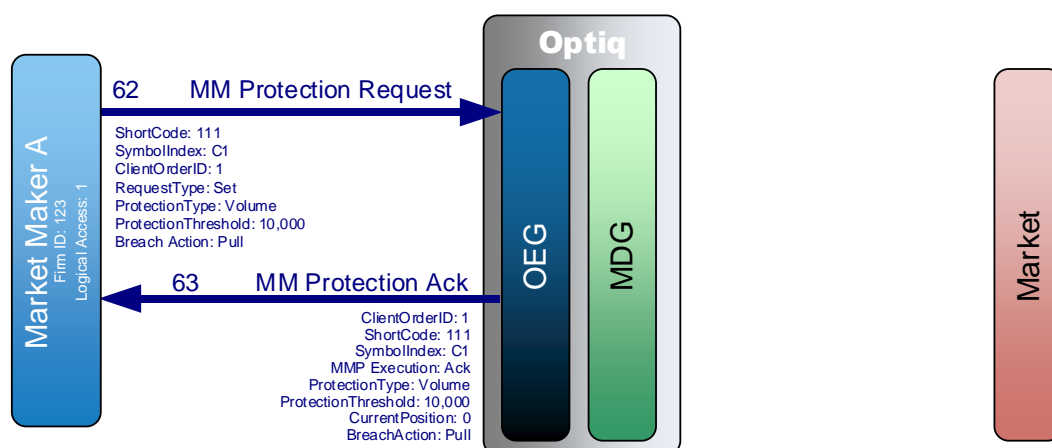 Optiq
Market Maker A
Firm ID: 123
Logical Access: 1
62 MM Protection Request
ShortCode: 111
SymbolIndex: C1
ClientOrderID: 1
RequestType: Set
ProtectionType: Volume
ProtectionThreshold: 10,000
Breach Action: Pull
63 MM Protection Ack
ClientOrderID: 1
ShortCode: 111
SymbolIndex: C1
MMP Execution: Ack
ProtectionType: Volume
ProtectionThreshold: 10,000
CurrentPosition: 0
BreachAction: Pull
OEG
MDG
Market